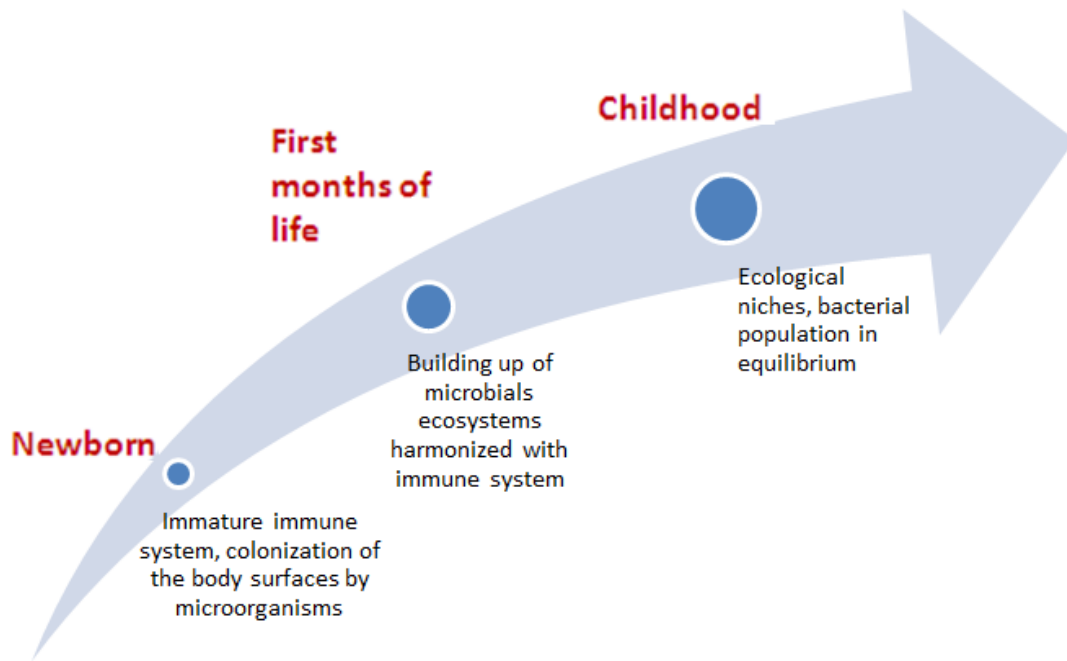 Newborn
Immature immune
system, colonization of
the body surfaces by
microorganisms
First
months of
life
Building up of
microbials
ecosystems
harmonized with
immune system
Childhood
Ecological
niches, bacterial
population in
equilibrium